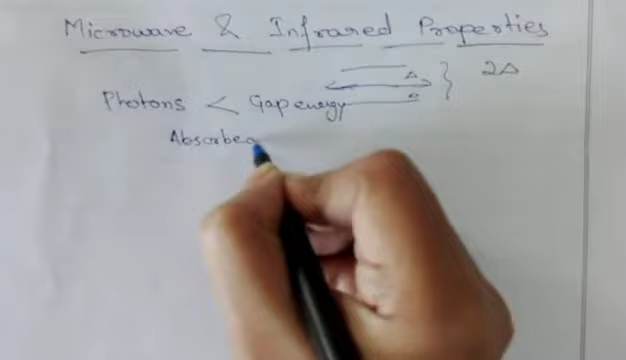 Microwave & Infrared Properties
Δ } 2Δ
Δ
Photons < Gap energy
Absorbed